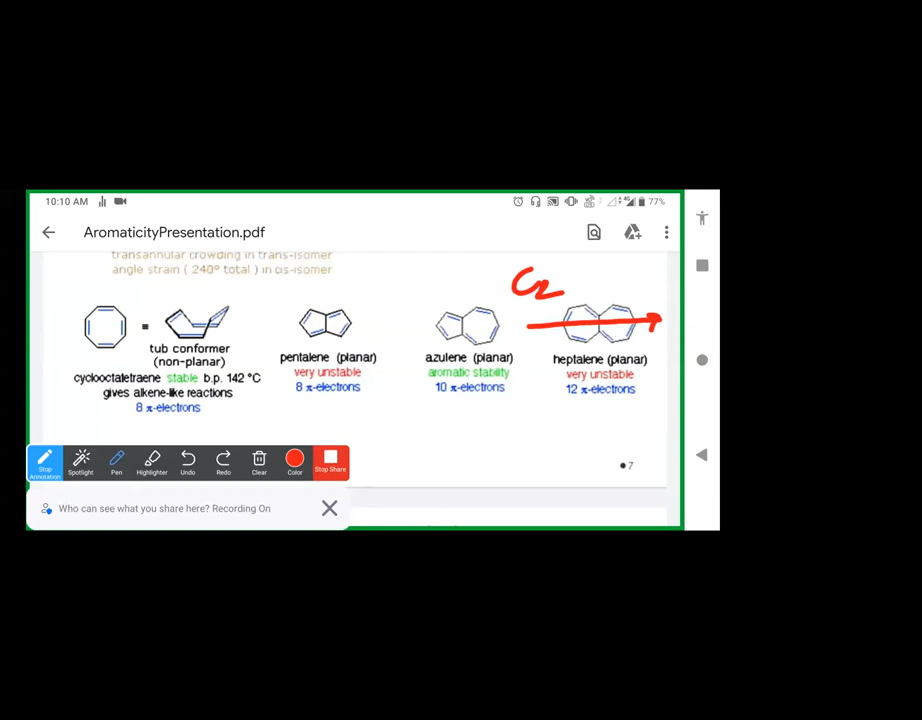 10:10 AM
4G
77%
AromaticityPresentation.pdf
transannular crowding in trans-isomer
angle strain ( 240° total ) in cis-isomer
C2
=
tub conformer
(non-planar)
cyclooctatetraene stable b.p. 142 °C
gives alkene-like reactions
8 π-electrons
pentalene (planar)
very unstable
8 π-electrons
azulene (planar)
aromatic stability
10 π-electrons
heptalene (planar)
very unstable
12 π-electrons
Stop
Annotation
Spotlight
Pen
Highlighter
Undo
Redo
Clear
Color
Stop Share
•7
Who can see what you share here? Recording On